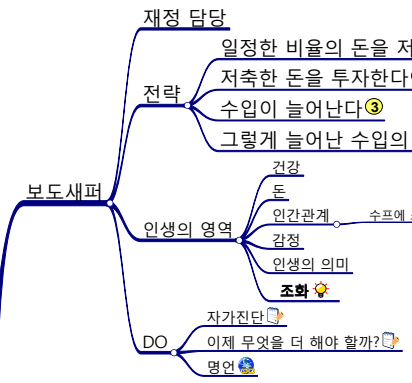 재정 담당
일정한 비율의 돈을 저
전략
저축한 돈을 투자한다
수입이 늘어난다 3
그렇게 늘어난 수입의
보도새퍼
건강
돈
인생의 영역
인간관계
수프에
감정
인생의 의미
조화
자가진단
DO
이제 무엇을 더 해야 할까?
명언